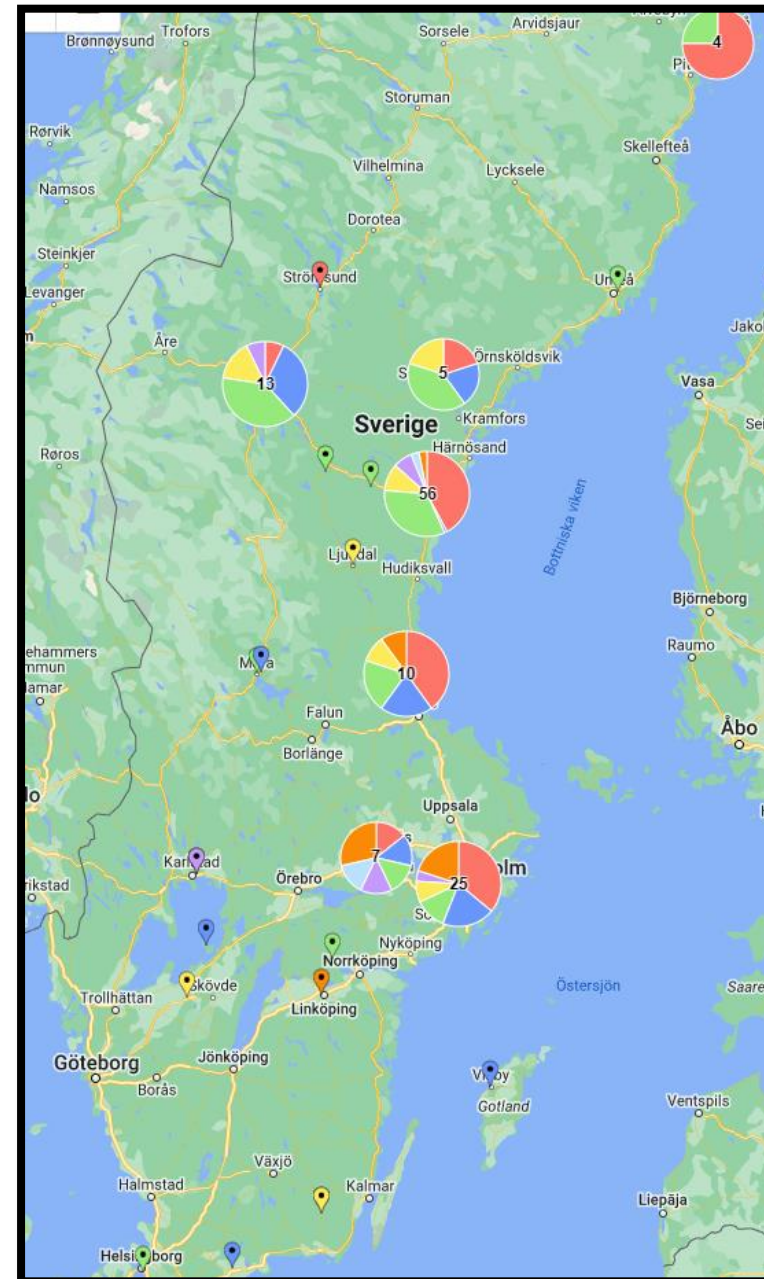 Brønnøysund
Trofors
Sorsele
Arvidsjaur
4
Storuman
Rørvik
Skellefteå
Vilhelmina
Lycksele
Namsos
Dorotea
Steinkjer
Levanger
Åre
13
5
Örnsköldsvik
Vasa
Kramfors
Sverige
Härnösand
Røros
56
Bottniska viken
Hudiksvall
Björneborg
Raumo
10
Falun
Borlänge
Åbo
Uppsala
7
25
Örebro
Nyköping
Norrköping
Skövde
Trollhättan
Linköping
Östersjön
Göteborg
Jönköping
Borås
Gotland
Ventspils
Växjö
Halmstad
Kalmar
Liepāja